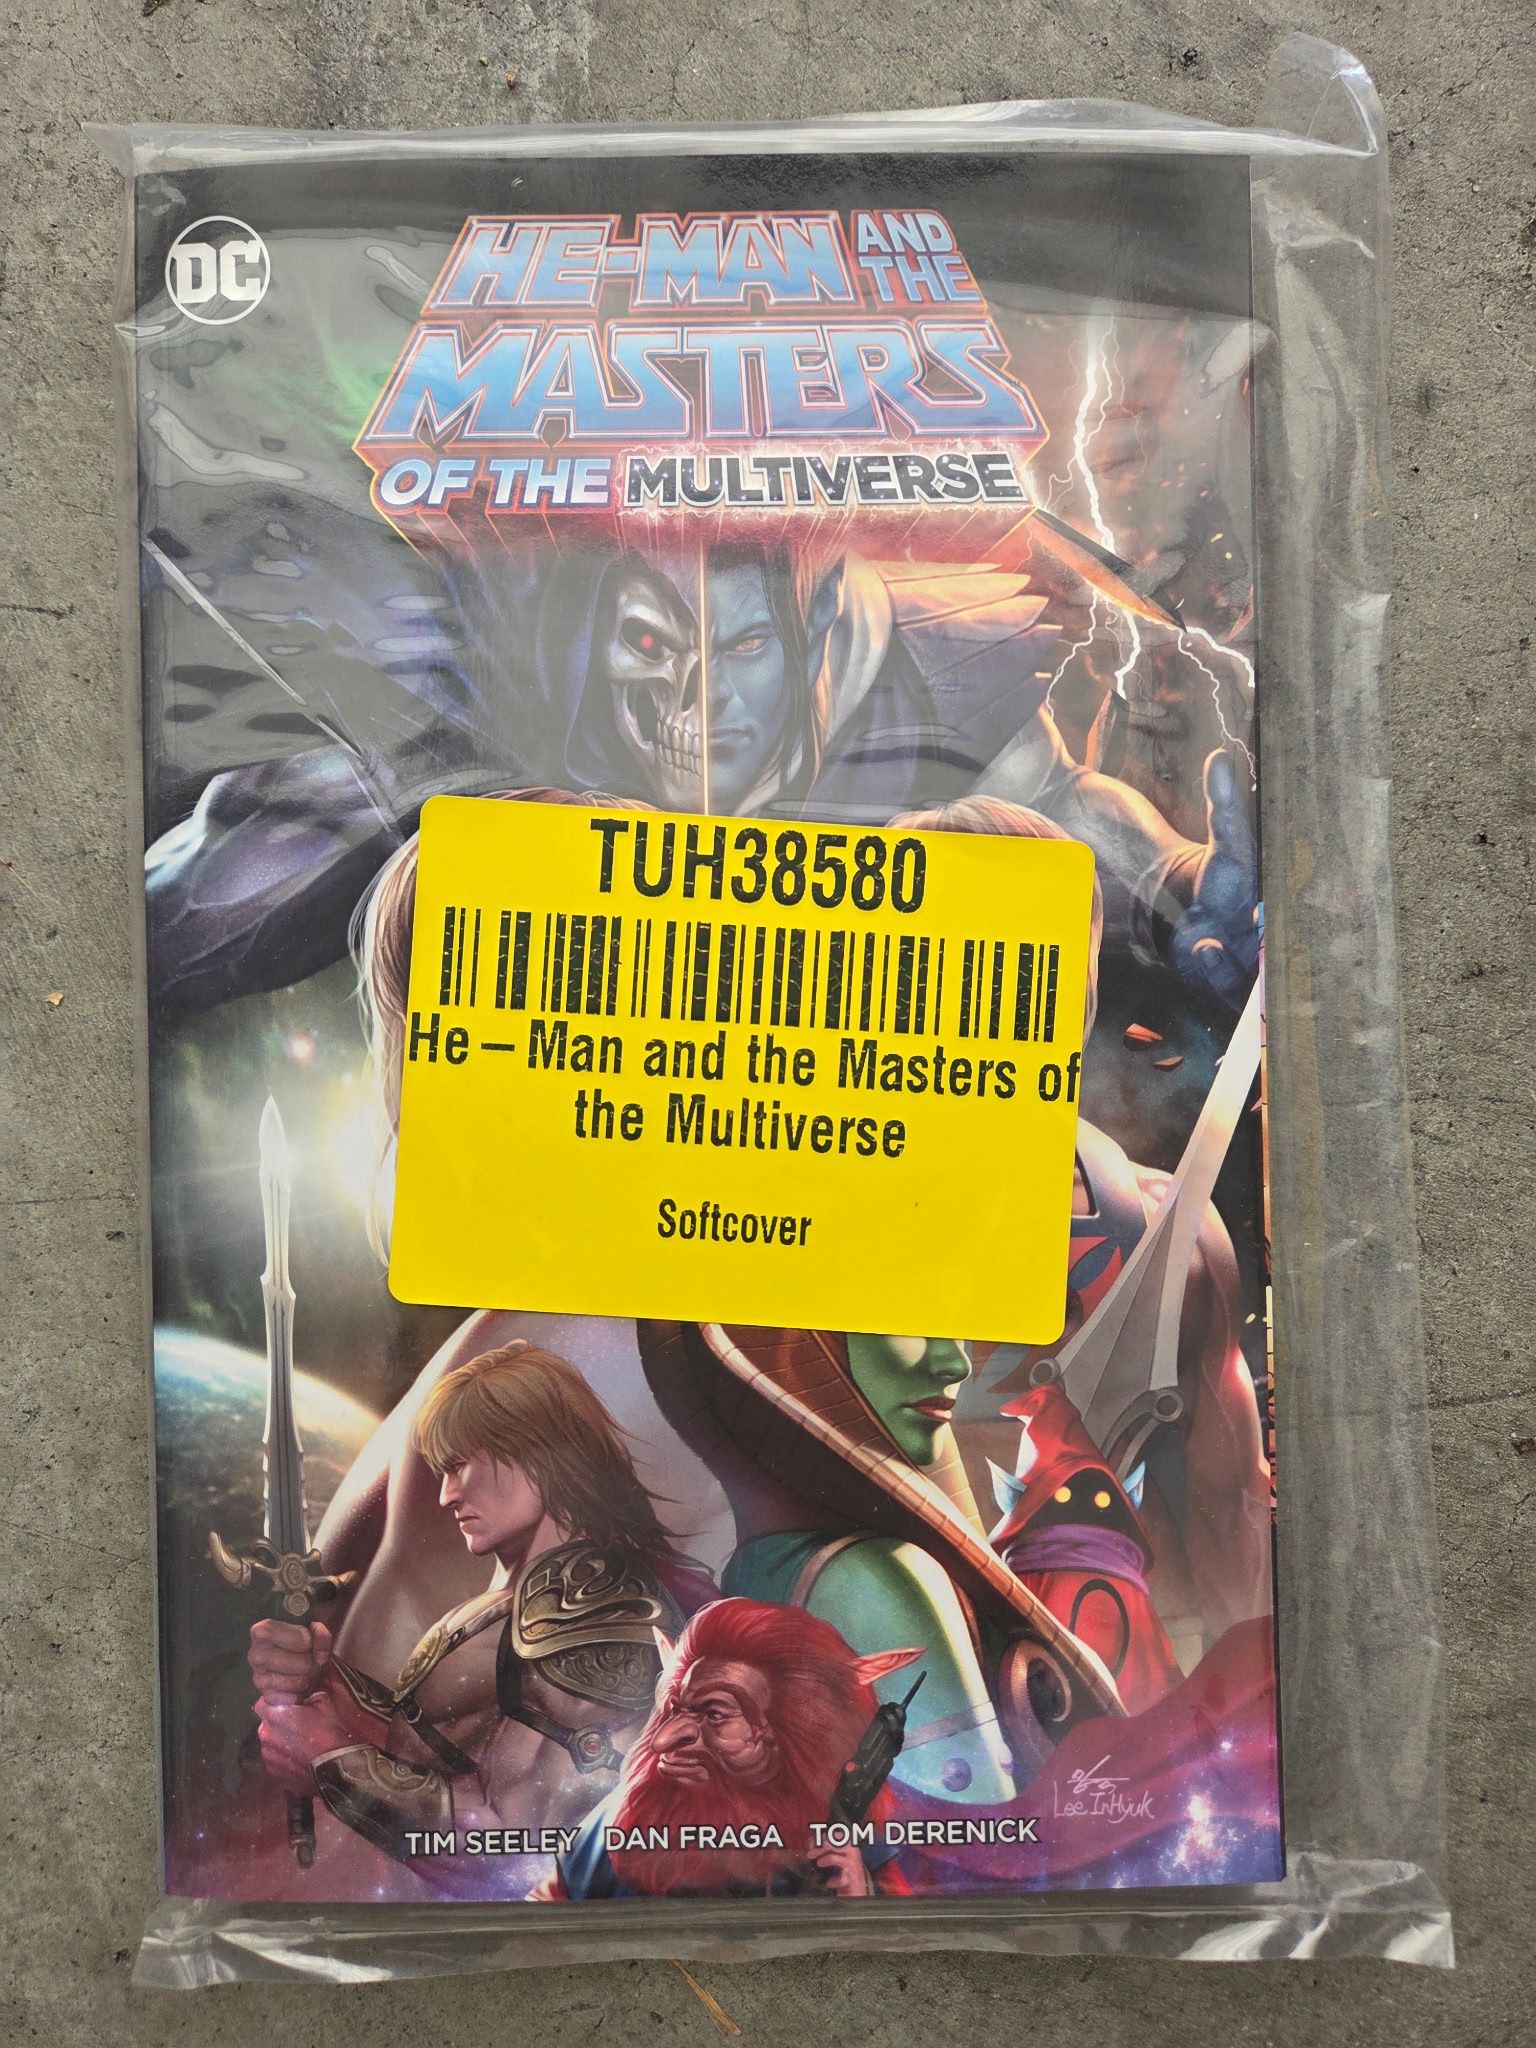 DC
HE-MAN AND THE
MASTERS
OF THE MULTIVERSE
TUH38580
He-Man and the Masters of
the Multiverse
Softcover
Lee InHyuk
TIM SEELEY DAN FRAGA TOM DERENICK